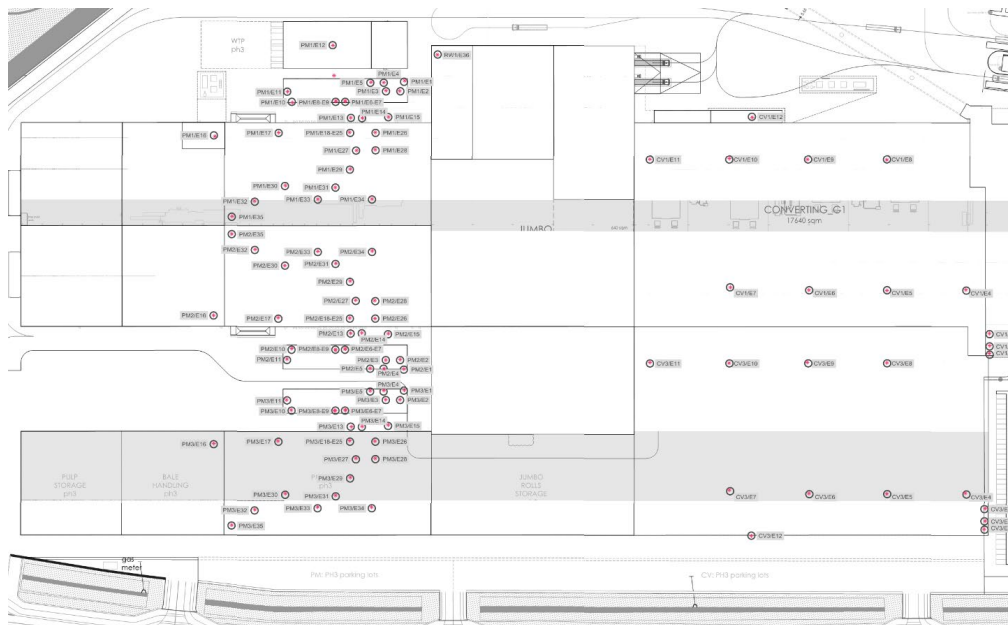 WTP
ph3
PM1/E12
RW1/E36
PM1/E4
PM1/E5
PM1/E1
PM1/E11
PM1/E3
PM1/E2
PM1/E10
PM1/E8-E9
PM1/E6-E7
PM1/E14
PM1/E13
PM1/E15
CV1/E12
PM1/E16
PM1/E17
PM1/E18-E25
PM1/E26
PM1/E27
PM1/E28
CV1/E11
CV1/E10
CV1/E9
CV1/E8
PM1/E29
PM1/E30
PM1/E31
PM1/E32
PM1/E33
PM1/E34
PM1/E35
CONVERTING_G1
17640 sqm
JUMBO
PM2/E35
PM2/E32
PM2/E33
PM2/E34
PM2/E30
PM2/E31
PM2/E29
CV1/E7
CV1/E6
CV1/E5
CV1/E4
PM2/E27
PM2/E28
PM2/E16
PM2/E17
PM2/E18-E25
PM2/E26
PM2/E13
PM2/E15
PM2/E14
PM2/E10
PM2/E8-E9
PM2/E6-E7
PM2/E11
PM2/E3
PM2/E2
PM2/E5
PM2/E1
PM2/E4
CV3/E11
CV3/E10
CV3/E9
CV3/E8
PM3/E4
PM3/E5
PM3/E1
PM3/E11
PM3/E3
PM3/E2
PM3/E10
PM3/E8-E9
PM3/E6-E7
PM3/E14
PM3/E13
PM3/E15
PM3/E16
PM3/E17
PM3/E18-E25
PM3/E26
PM3/E27
PM3/E28
PULP
STORAGE
ph3
BALE
HANDLING
ph3
PM3/E29
JUMBO
ROLLS
STORAGE
PM3/E30
PM3/E31
CV3/E7
CV3/E6
CV3/E5
CV3/E4
PM3/E32
PM3/E33
PM3/E34
PM3/E35
CV3/E12
gas
meter
PM: PH3 parking lots
CV: PH3 parking lots